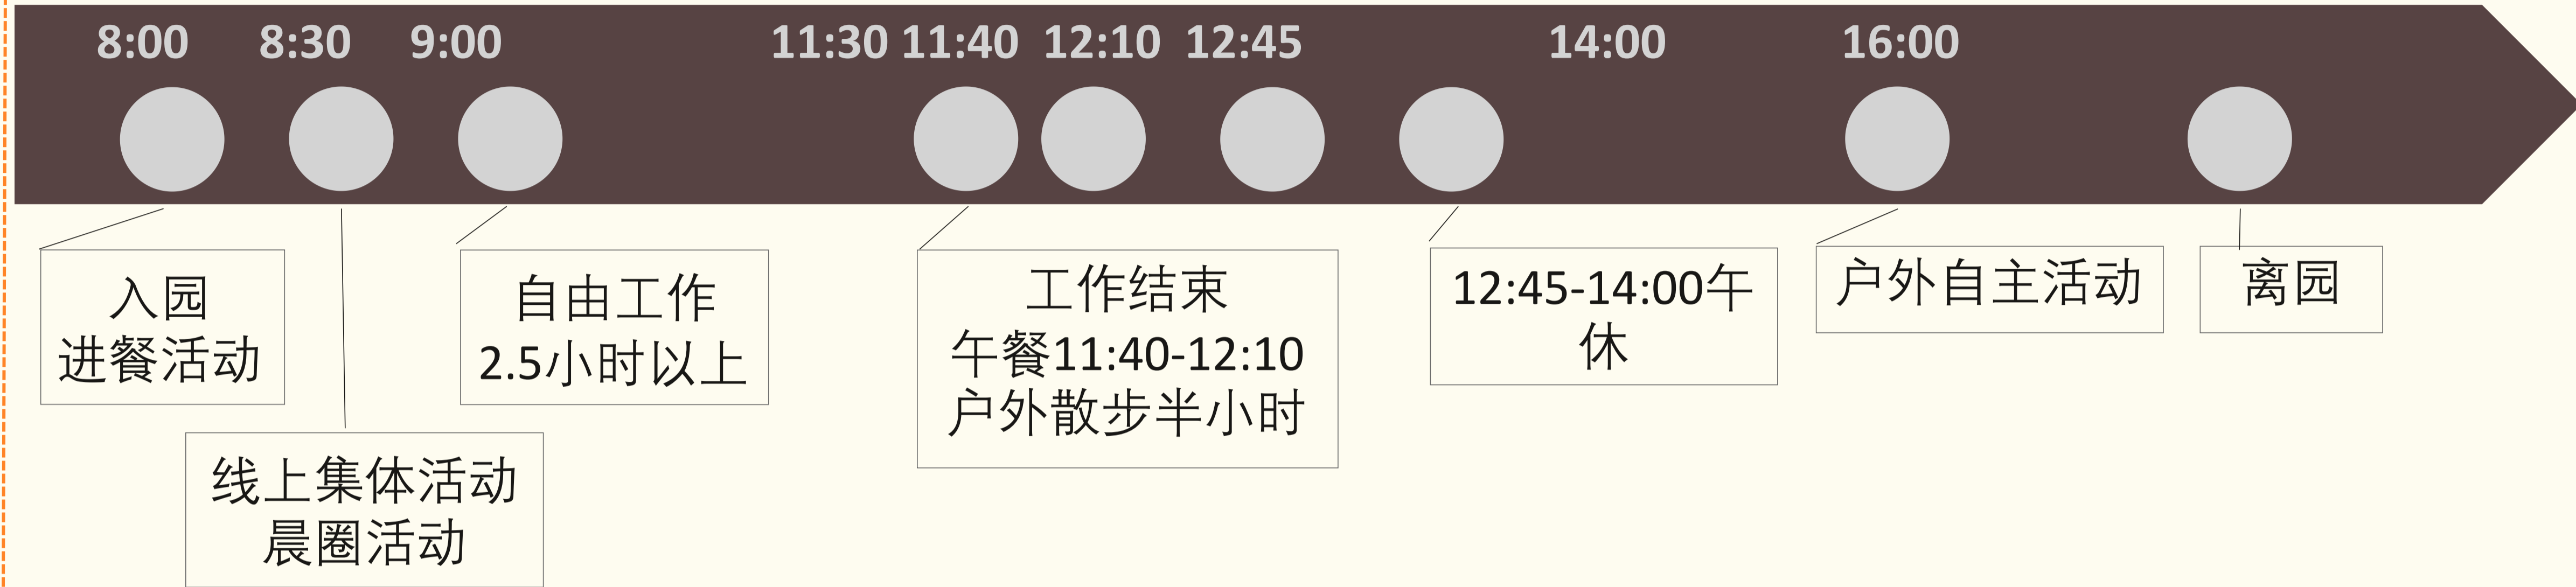 8:00 8:30 9:00 11:30 11:40 12:10 12:45 14:00 16:00
入园
进餐活动
线上集体活动
晨圈活动
自由工作
2.5小时以上
工作结束
午餐11:40-12:10
户外散步半小时
12:45-14:00午
休
户外自主活动
离园